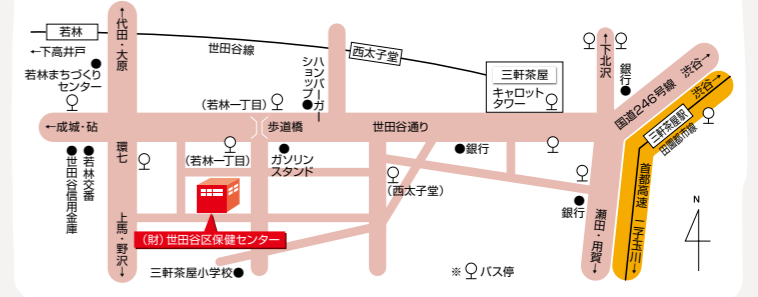 ←代田・大原
若林
←下高井戸
若林まちづくり
センター
世田谷線
西太子堂
ハンバーガー
ショップ
三軒茶屋
キャロット
タワー
←下北沢
銀行
国道246号線 渋谷→
渋谷→
三軒茶屋駅
田園都市線
(若林一丁目)
←成城・砧
歩道橋
世田谷通り
環七
(若林一丁目)
ガソリン
スタンド
銀行
若林交番
世田谷信用金庫
(西太子堂)
銀行
首都高速 二子玉川→
上馬・野沢→
瀬田・用賀→
(財)世田谷区保健センター
三軒茶屋小学校
※ バス停
N